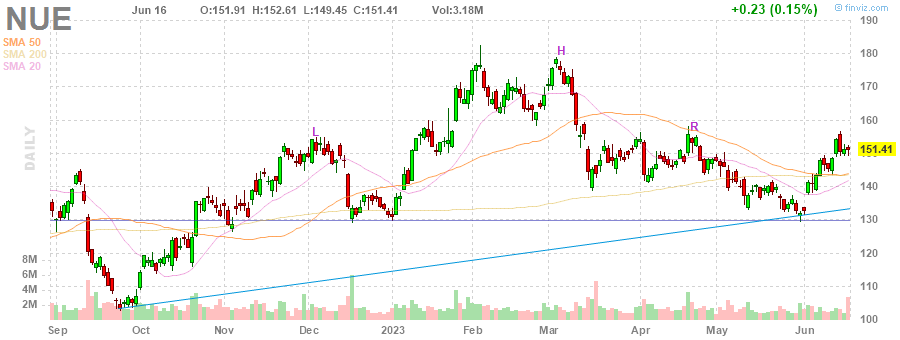 NUE
Jun 16 O:151.91 H:152.61 L:149.45 C:151.41 Vol:3.18M
+0.23 (0.15%)
© finviz.com
SMA 50
SMA 200
SMA 20
DAILY
L
H
R
190
180
170
160
151.41
150
140
130
120
110
100
8M
6M
4M
2M
Sep Oct Nov Dec 2023 Feb Mar Apr May Jun